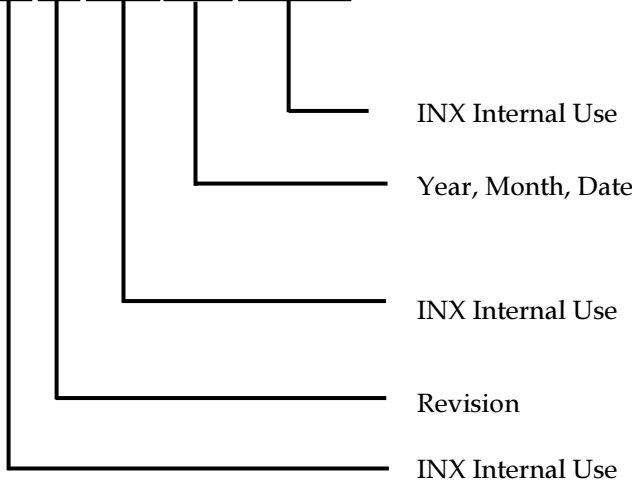 INX Internal Use
Year, Month, Date
INX Internal Use
Revision
INX Internal Use